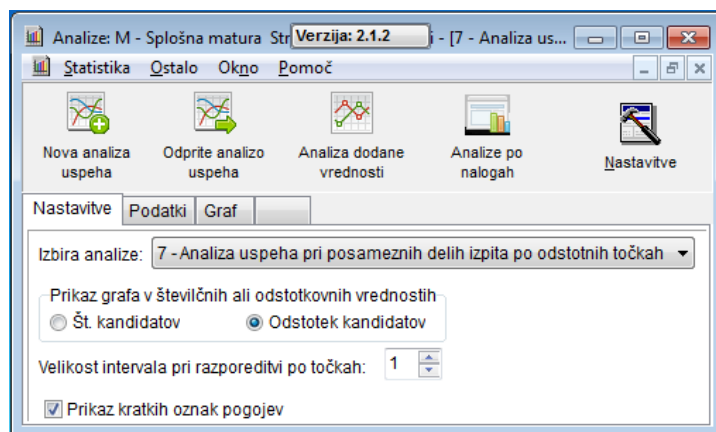 Analize: M - Splošna matura Str Verzija: 2.1.2 i - [7 - Analiza us...
Statistika Ostalo Okno Pomoč
Nova analiza uspeha
Odprite analizo uspeha
Analiza dodane vrednosti
Analize po nalogah
Nastavitve
Nastavitve Podatki Graf
Izbira analize: 7 - Analiza uspeha pri posameznih delih izpita po odstotnih točkah
Prikaz grafa v številčnih ali odstotkovnih vrednostih
Št. kandidatov Odstotek kandidatov
Velikost intervala pri razporeditvi po točkah: 1
Prikaz kratkih oznak pogojev